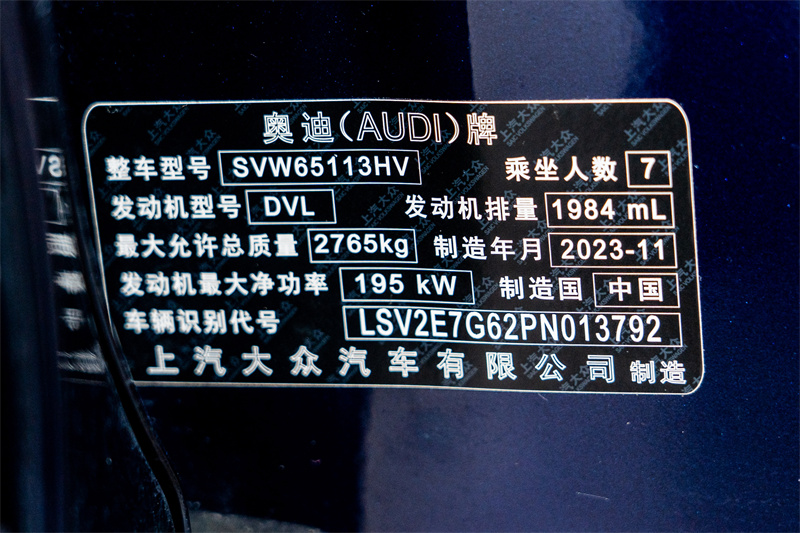 奥迪(AUDI)牌
整车型号 SVW65113HV 乘坐人数 7
发动机型号 DVL 发动机排量 1984 mL
最大允许总质量 2765kg 制造年月 2023-11
发动机最大净功率 195 kW 制造国 中国
车辆识别代号 LSV2E7G62PN013792
上汽大众汽车有限公司 制造